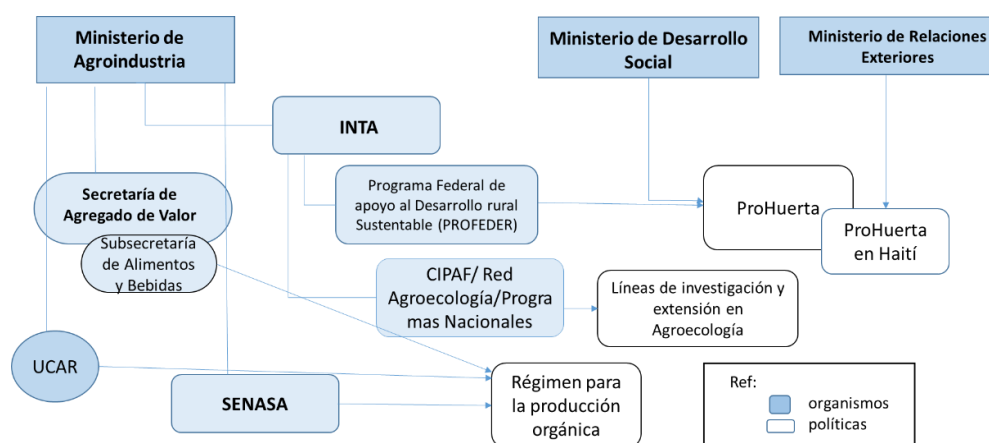 Ministerio de
Agroindustria
Ministerio de Desarrollo
Social
Ministerio de Relaciones
Exteriores
INTA
Secretaría de
Agregado de Valor
Subsecretaría
de Alimentos
y Bebidas
Programa Federal de
apoyo al Desarrollo rural
Sustentable (PROFEDER)
ProHuerta
ProHuerta
en Haití
CIPAF/ Red
Agroecología/Progra
mas Nacionales
Líneas de investigación y
extensión en
Agroecología
UCAR
SENASA
Régimen para
la producción
orgánica
Ref:
organismos
políticas